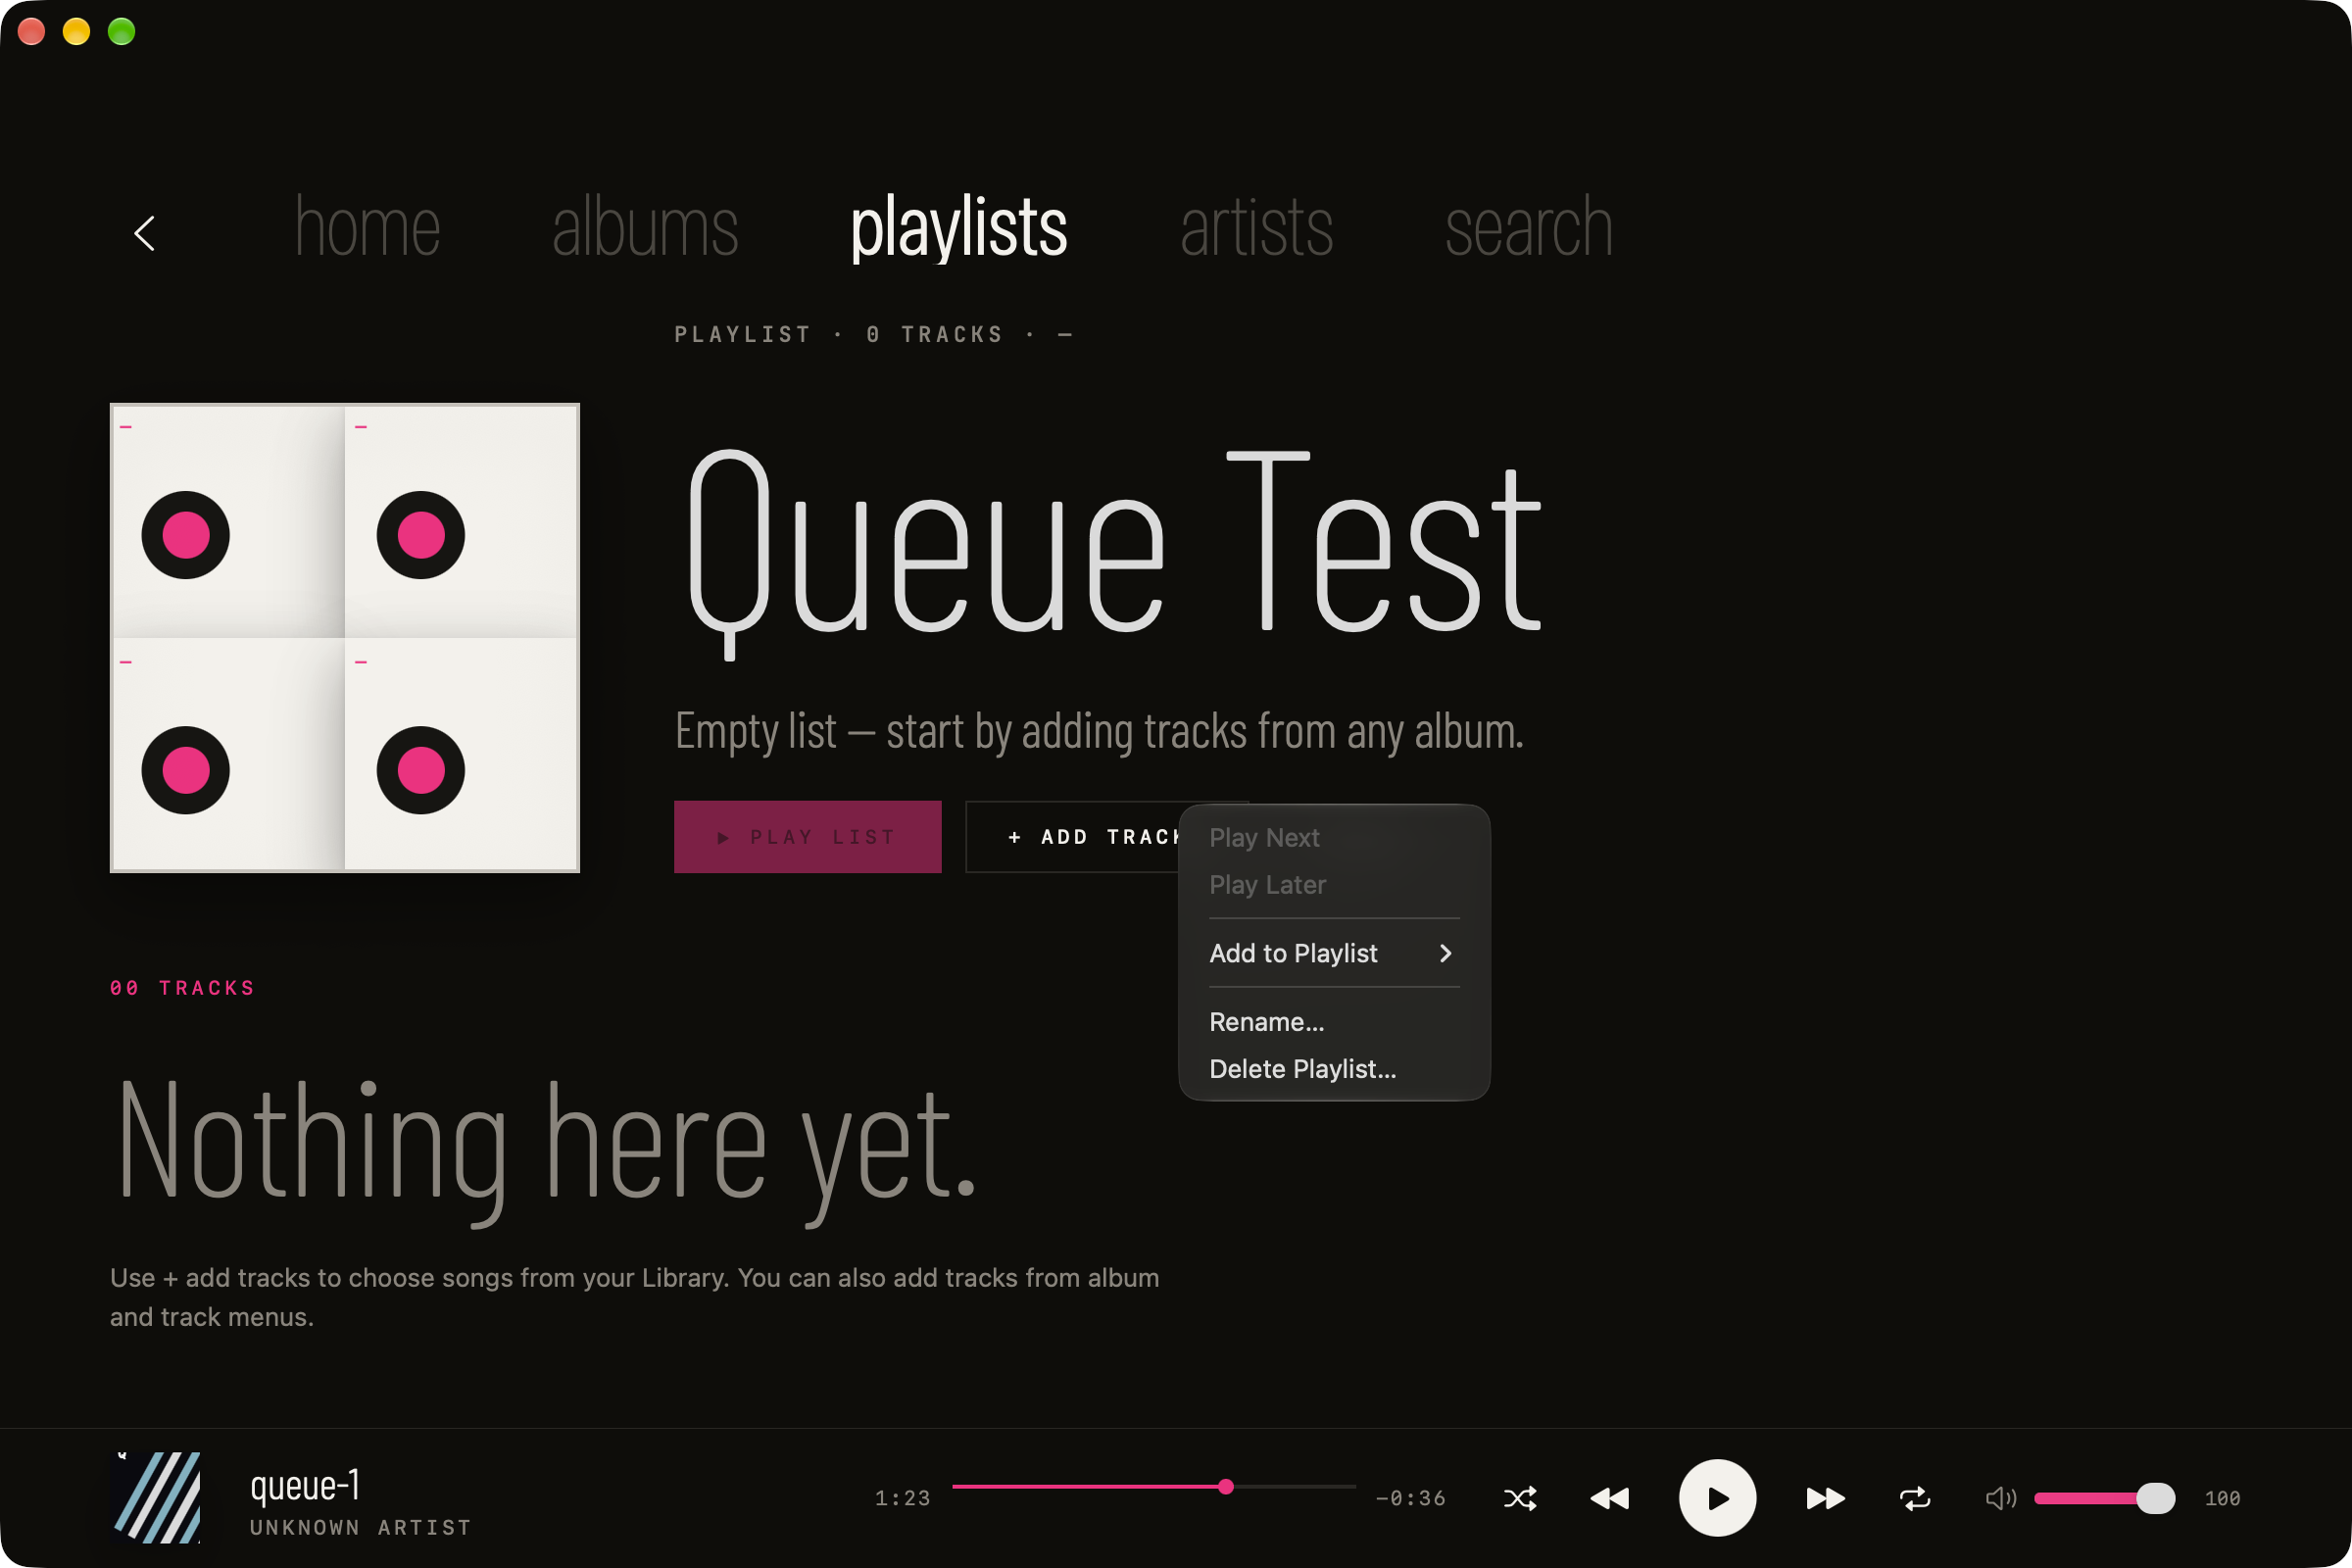 home albums playlists artists search
PLAYLIST · 0 TRACKS · —
Queue Test
Empty list — start by adding tracks from any album.
▶ PLAY LIST
+ ADD TRACK
Play Next
Play Later
Add to Playlist
Rename...
Delete Playlist...
00 TRACKS
Nothing here yet.
Use + add tracks to choose songs from your Library. You can also add tracks from album
and track menus.
queue-1
UNKNOWN ARTIST
1:23
−0:36
100